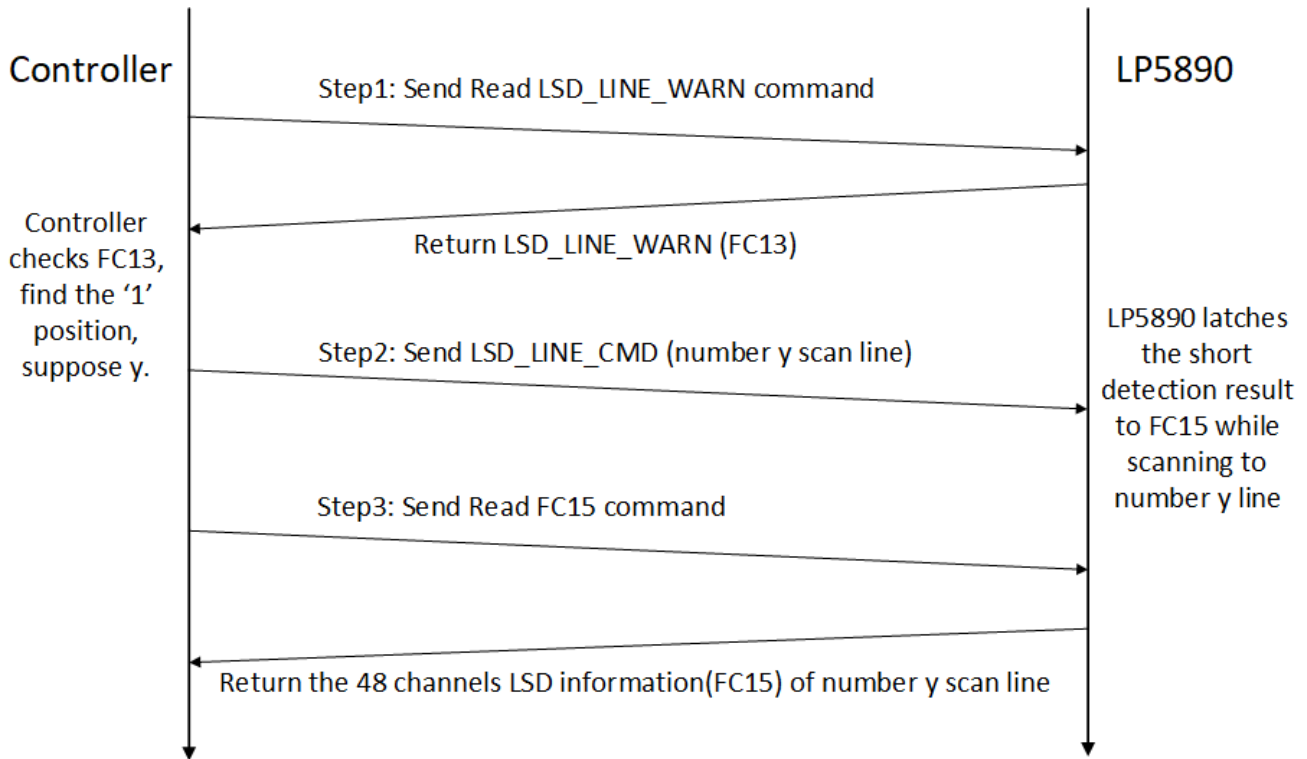 Controller
LP5890
Step1: Send Read LSD_LINE_WARN command
Return LSD_LINE_WARN (FC13)
Controller
checks FC13,
find the ‘1’
position,
suppose y.
Step2: Send LSD_LINE_CMD (number y scan line)
LP5890 latches
the short
detection result
to FC15 while
scanning to
number y line
Step3: Send Read FC15 command
Return the 48 channels LSD information(FC15) of number y scan line